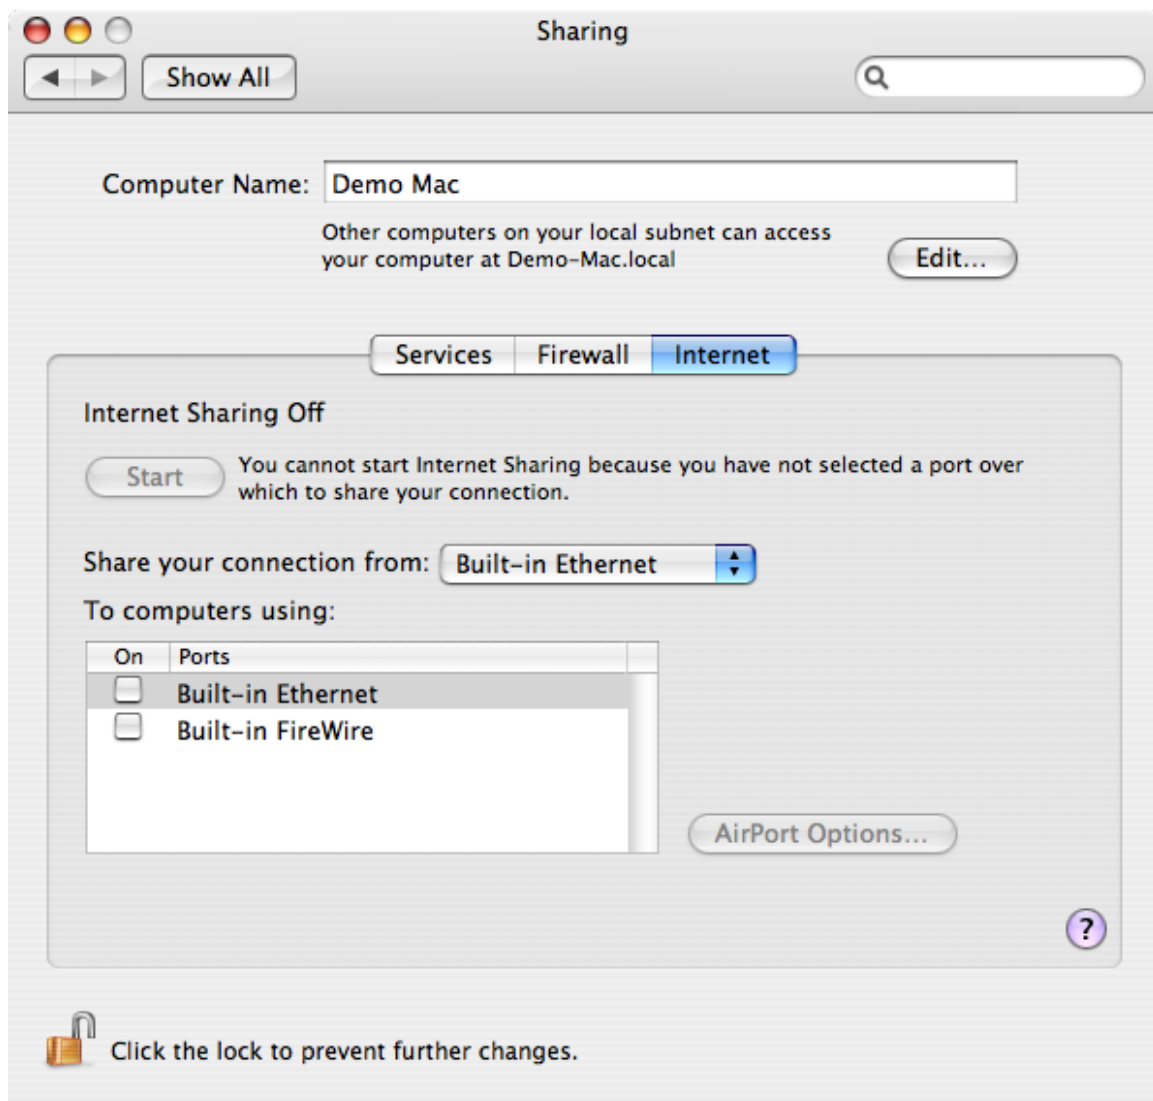 Sharing
Show All
Computer Name: Demo Mac
Other computers on your local subnet can access
your computer at Demo-Mac.local
Edit...
Services Firewall Internet
Internet Sharing Off
Start
You cannot start Internet Sharing because you have not selected a port over
which to share your connection.
Share your connection from: Built-in Ethernet
To computers using:
On Ports
Built-in Ethernet
Built-in FireWire
AirPort Options...
?
Click the lock to prevent further changes.